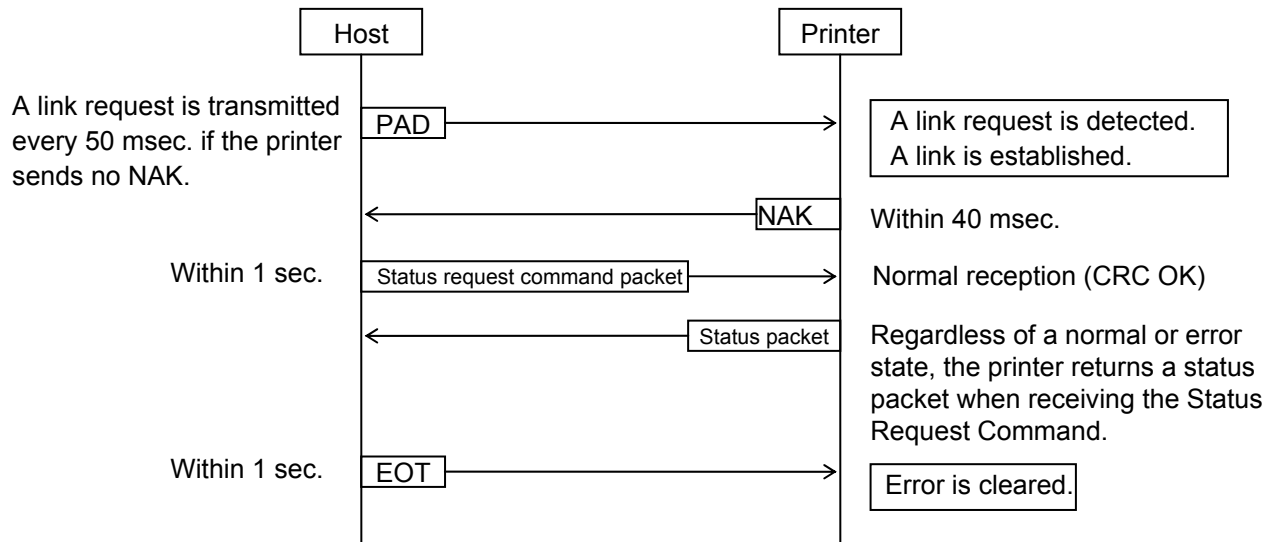 Host
Printer
A link request is transmitted
every 50 msec. if the printer
sends no NAK.
PAD
A link request is detected.
A link is established.
NAK
Within 40 msec.
Within 1 sec.
Status request command packet
Normal reception (CRC OK)
Status packet
Regardless of a normal or error
state, the printer returns a status
packet when receiving the Status
Request Command.
Within 1 sec.
EOT
Error is cleared.